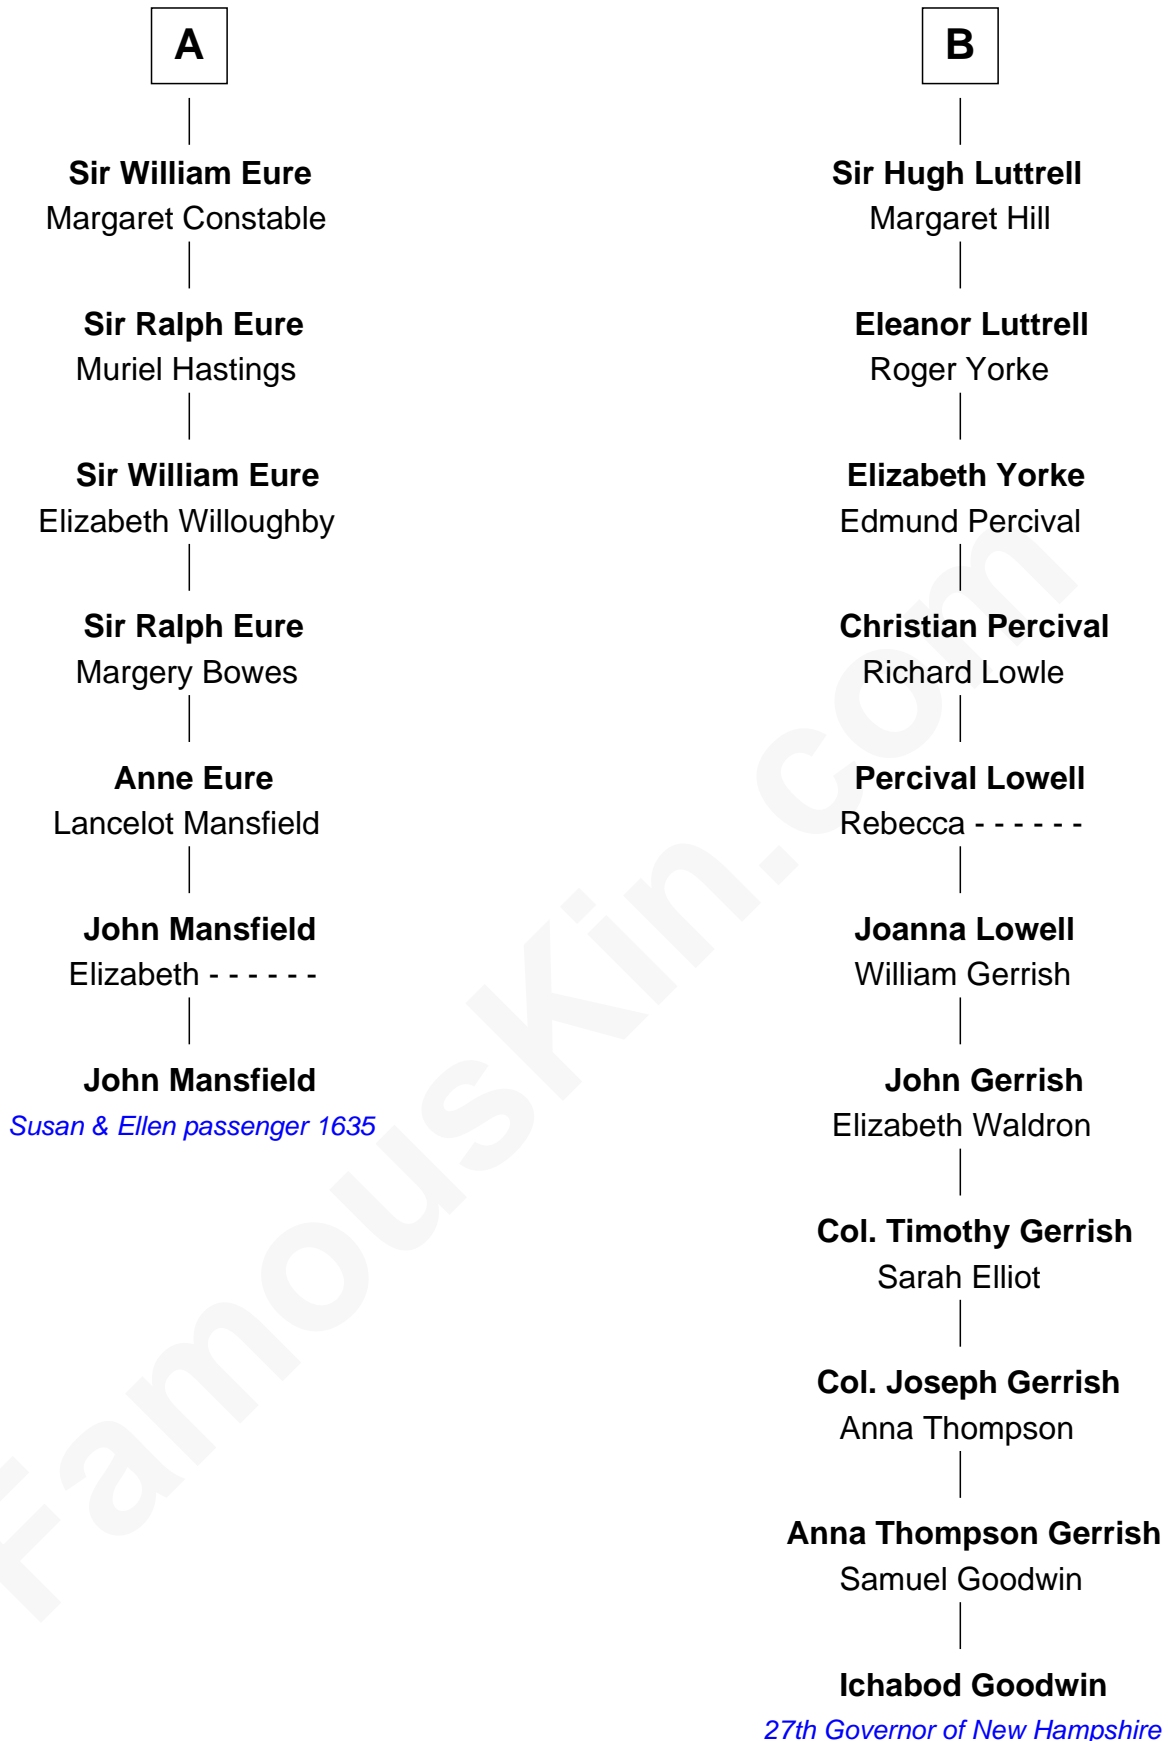 A
Sir William Eure
Margaret Constable
Sir Ralph Eure
Muriel Hastings
Sir William Eure
Elizabeth Willoughby
Sir Ralph Eure
Margery Bowes
Anne Eure
Lancelot Mansfield
John Mansfield
Elizabeth - - - - - -
John Mansfield
Susan & Ellen passenger 1635
B
Sir Hugh Luttrell
Margaret Hill
Eleanor Luttrell
Roger Yorke
Elizabeth Yorke
Edmund Percival
Christian Percival
Richard Lowle
Percival Lowell
Rebecca - - - - - -
Joanna Lowell
William Gerrish
John Gerrish
Elizabeth Waldron
Col. Timothy Gerrish
Sarah Elliot
Col. Joseph Gerrish
Anna Thompson
Anna Thompson Gerrish
Samuel Goodwin
Ichabod Goodwin
27th Governor of New Hampshire
FamousKin.com